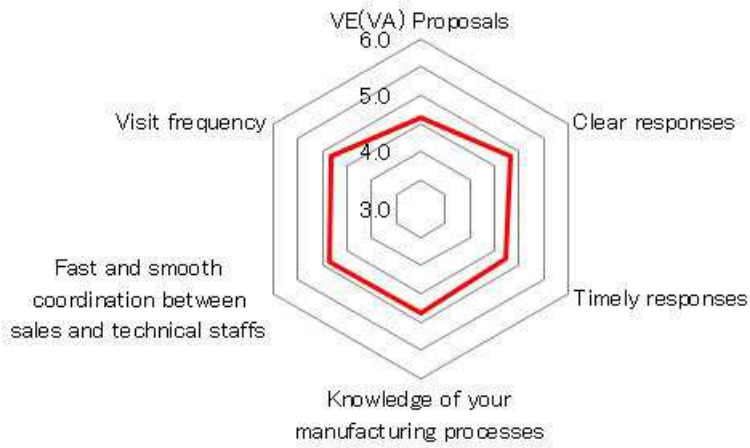 VE(VA) Proposals
6.0
5.0
Visit frequency
Clear responses
4.0
3.0
Fast and smooth
coordination between
sales and technical staffs
Timely responses
Knowledge of your
manufacturing processes